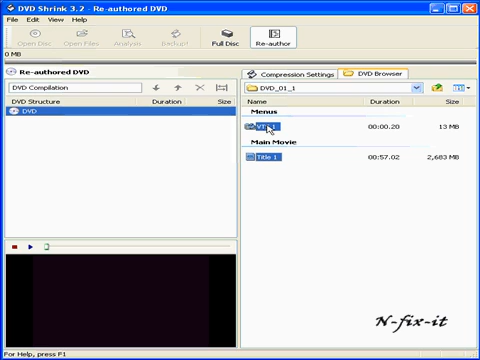 DVD Shrink 3.2 - Re-authored DVD
File Edit View Help
Open Disc Open Files Analysis Backup! Full Disc Re-author
0 MB
Re-authored DVD
Compression Settings DVD Browser
DVD Compilation
DVD_01_1
DVD Structure Duration Size
Name Duration Size
DVD
Menus
00:00.20 13 MB
Main Movie
Title 1 00:57.02 2,683 MB
N-fix-it
For Help, press F1